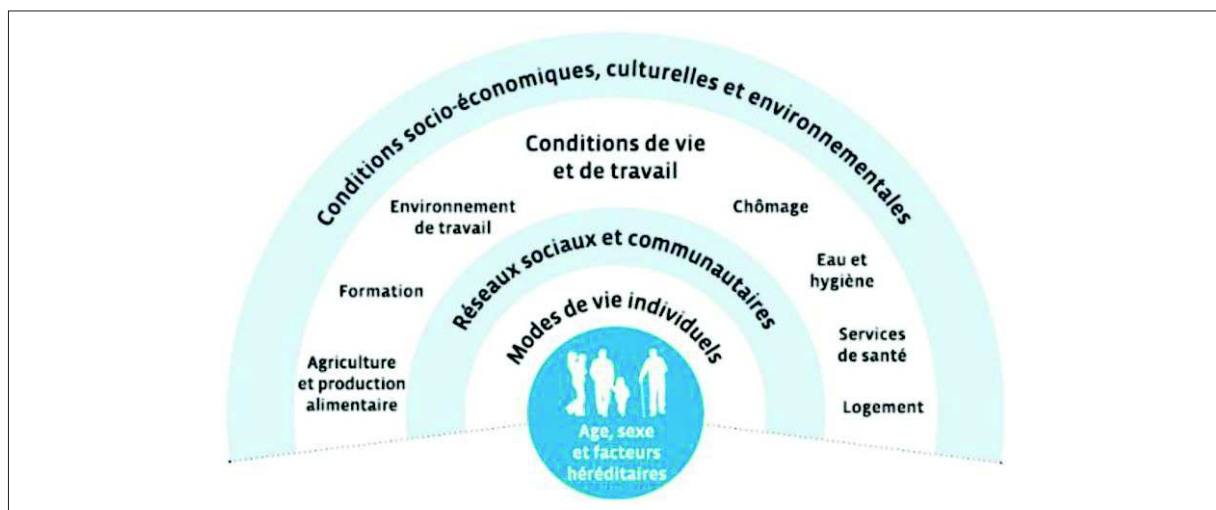 Conditions socio-économiques, culturelles et environnementales
Conditions de vie
et de travail
Environnement
de travail
Chômage
Réseaux sociaux et communautaires
Eau et
hygiène
Formation
Modes de vie individuels
Services
de santé
Agriculture
et production
alimentaire
Logement
Age, sexe
et facteurs
héréditaires